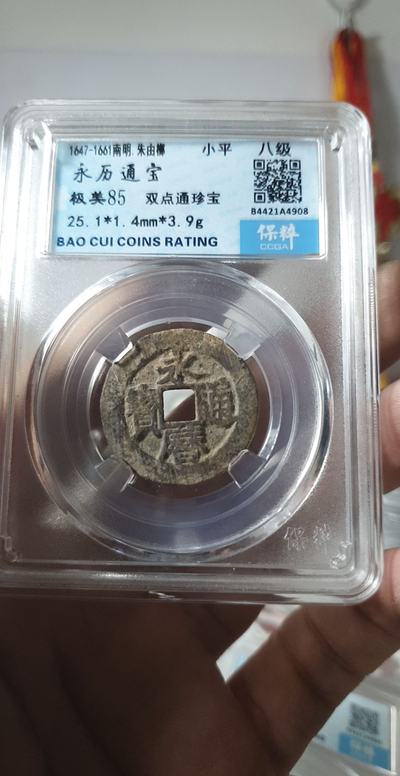 1647-1661南明.朱由榔 小平 八级
永历通宝
极美85 双点通珍宝
B4421A4908
25.1*1.4mm*3.9g
保粹
CCGA
BAO CUI COINS RATING
永
寶 通
曆
保粹